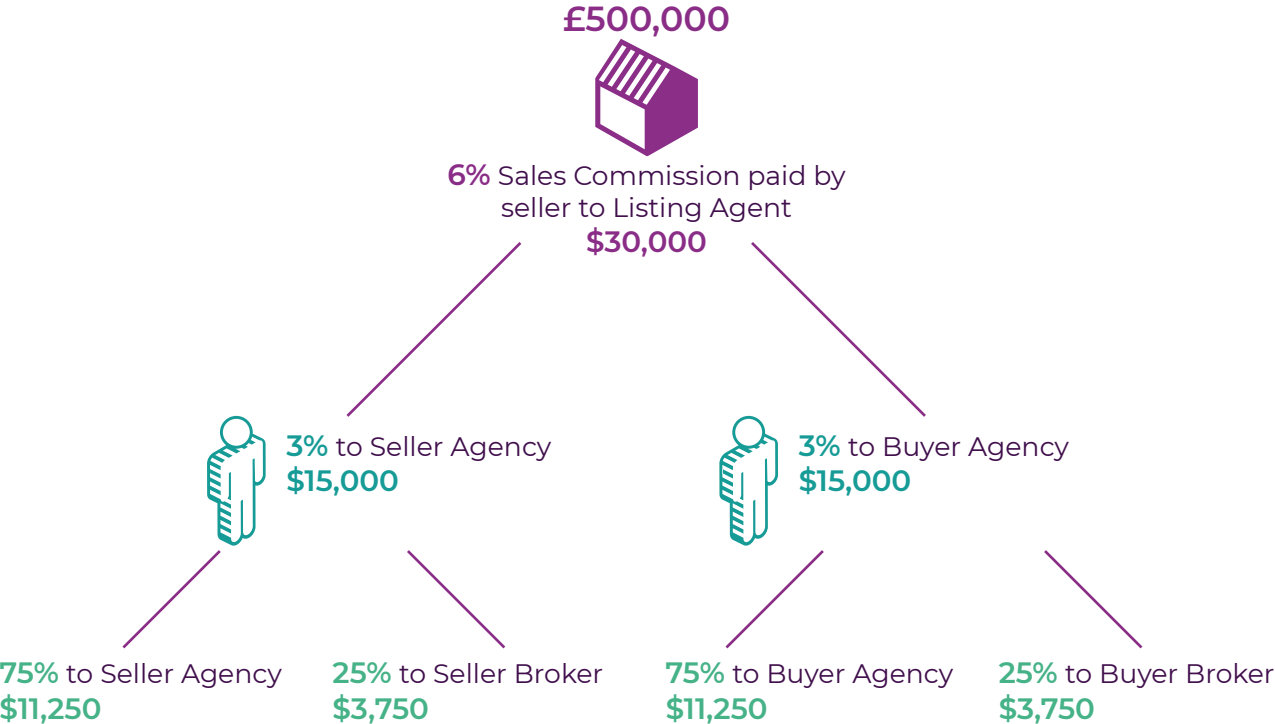 £500,000
6% Sales Commission paid by
seller to Listing Agent
$30,000
3% to Seller Agency
$15,000
3% to Buyer Agency
$15,000
75% to Seller Agency
$11,250
25% to Seller Broker
$3,750
75% to Buyer Agency
$11,250
25% to Buyer Broker
$3,750